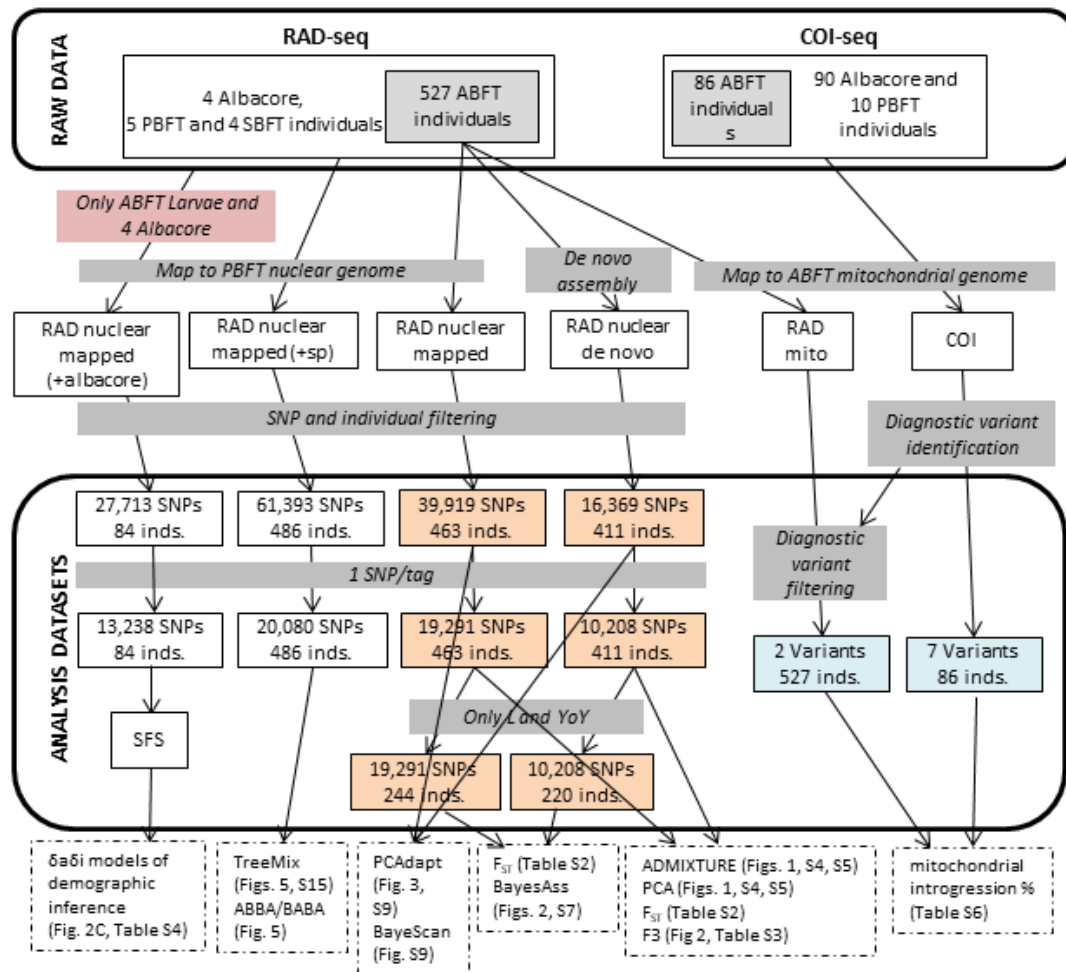 RAW DATA
RAD-seq
COI-seq
4 Albacore,
5 PBFT and 4 SBFT individuals
527 ABFT
individuals
86 ABFT
individual
s
90 Albacore and
10 PBFT
individuals
Only ABFT Larvae and
4 Albacore
Map to PBFT nuclear genome
De novo
assembly
Map to ABFT mitochondrial genome
RAD nuclear
mapped
(+albacore)
RAD nuclear
mapped (+sp)
RAD nuclear
mapped
RAD nuclear
de novo
RAD
mito
COI
SNP and individual filtering
Diagnostic variant
identification
ANALYSIS DATASETS
27,713 SNPs
84 inds.
61,393 SNPs
486 inds.
39,919 SNPs
463 inds.
16,369 SNPs
411 inds.
Diagnostic
variant
filtering
1 SNP/tag
13,238 SNPs
84 inds.
20,080 SNPs
486 inds.
19,291 SNPs
463 inds.
10,208 SNPs
411 inds.
2 Variants
527 inds.
7 Variants
86 inds.
SFS
Only L and YoY
19,291 SNPs
244 inds.
10,208 SNPs
220 inds.
δaδi models of
demographic
inference
(Fig. 2C, Table S4)
TreeMix
(Figs. 5, S15)
ABBA/BABA
(Fig. 5)
PCAdapt
(Fig. 3,
S9)
BayeScan
(Fig. S9)
FST (Table S2)
BayesAss
(Figs. 2, S7)
ADMIXTURE (Figs. 1, S4, S5)
PCA (Figs. 1, S4, S5)
FST (Table S2)
F3 (Fig 2, Table S3)
mitochondrial
introgression %
(Table S6)